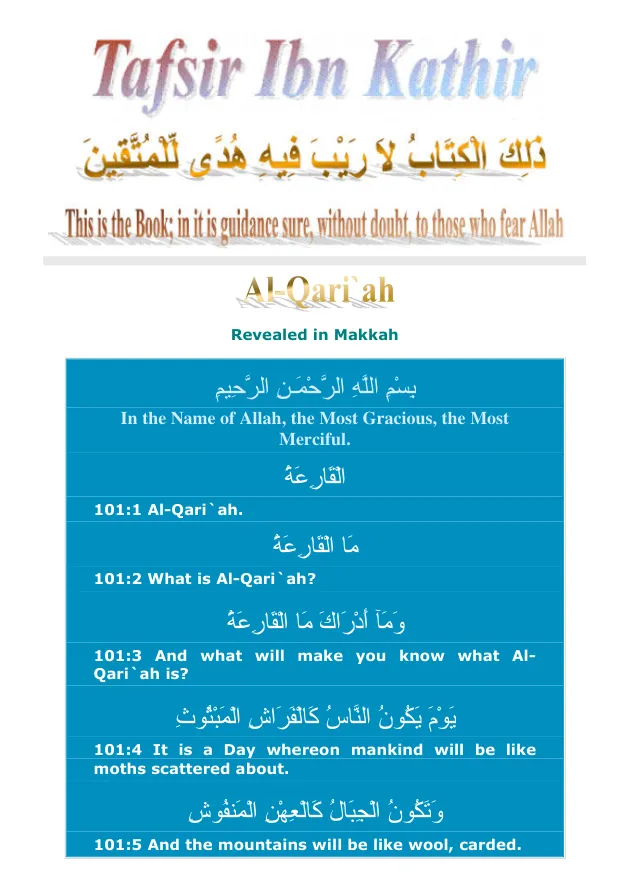 Tafsir Ibn Kathir
ذَلِكَ الْكِتَابُ لاَ رَيْبَ فِيهِ هُدًى لِّلْمُتَّقِينَ
This is the Book; in it is guidance sure, without doubt, to those who fear Allah
Al-Qari`ah
Revealed in Makkah
بِسْمِ اللَّهِ الرَّحْمَـنِ الرَّحِيمِ
In the Name of Allah, the Most Gracious, the Most
Merciful.
الْقَارِعَةُ
101:1 Al-Qari`ah.
مَا الْقَارِعَةُ
101:2 What is Al-Qari`ah?
وَمَآ أَدْرَاكَ مَا الْقَارِعَةُ
101:3 And what will make you know what Al-
Qari`ah is?
يَوْمَ يَكُونُ النَّاسُ كَالْفَرَاشِ الْمَبْثُوثِ
101:4 It is a Day whereon mankind will be like
moths scattered about.
وَتَكُونُ الْجِبَالُ كَالْعِهْنِ الْمَنفُوشِ
101:5 And the mountains will be like wool, carded.